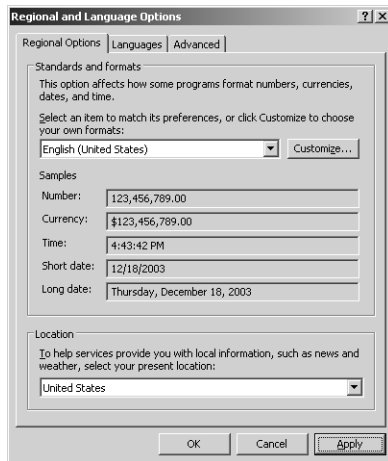 Regional and Language Options
Regional Options Languages Advanced
Standards and formats
This option affects how some programs format numbers, currencies,
dates, and time.
Select an item to match its preferences, or click Customize to choose
your own formats:
English (United States) Customize...
Samples
Number: 123,456,789.00
Currency: $123,456,789.00
Time: 4:43:42 PM
Short date: 12/18/2003
Long date: Thursday, December 18, 2003
Location
To help services provide you with local information, such as news and
weather, select your present location:
United States
OK Cancel Apply